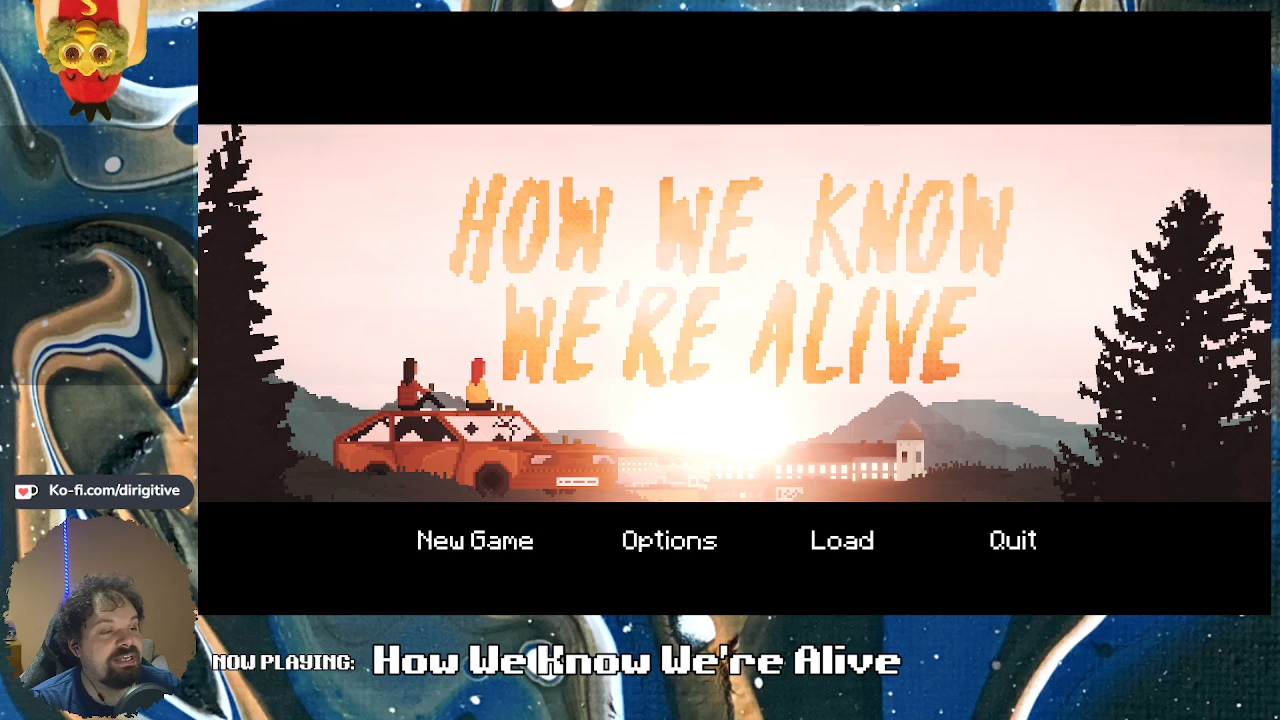 HOW WE KNOW
WE'RE ALIVE
New Game Options Load Quit
Ko-fi.com/dirigitive
NOW PLAYING: How We Know We're Alive